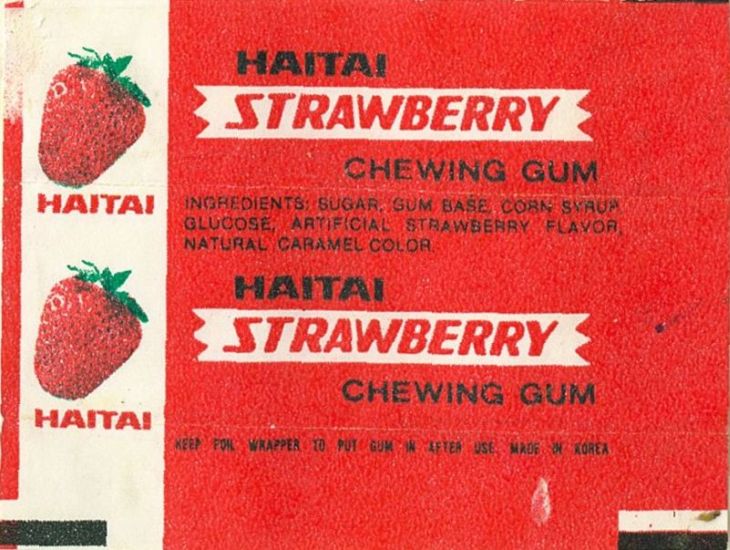 HAITAI
STRAWBERRY
CHEWING GUM
HAITAI
INGREDIENTS: SUGAR, GUM BASE, CORN SYRUP,
GLUCOSE, ARTIFICIAL STRAWBERRY FLAVOR,
NATURAL CARAMEL COLOR.
HAITAI
STRAWBERRY
CHEWING GUM
HAITAI
KEEP FOIL WRAPPER TO PUT GUM IN AFTER USE. MADE IN KOREA